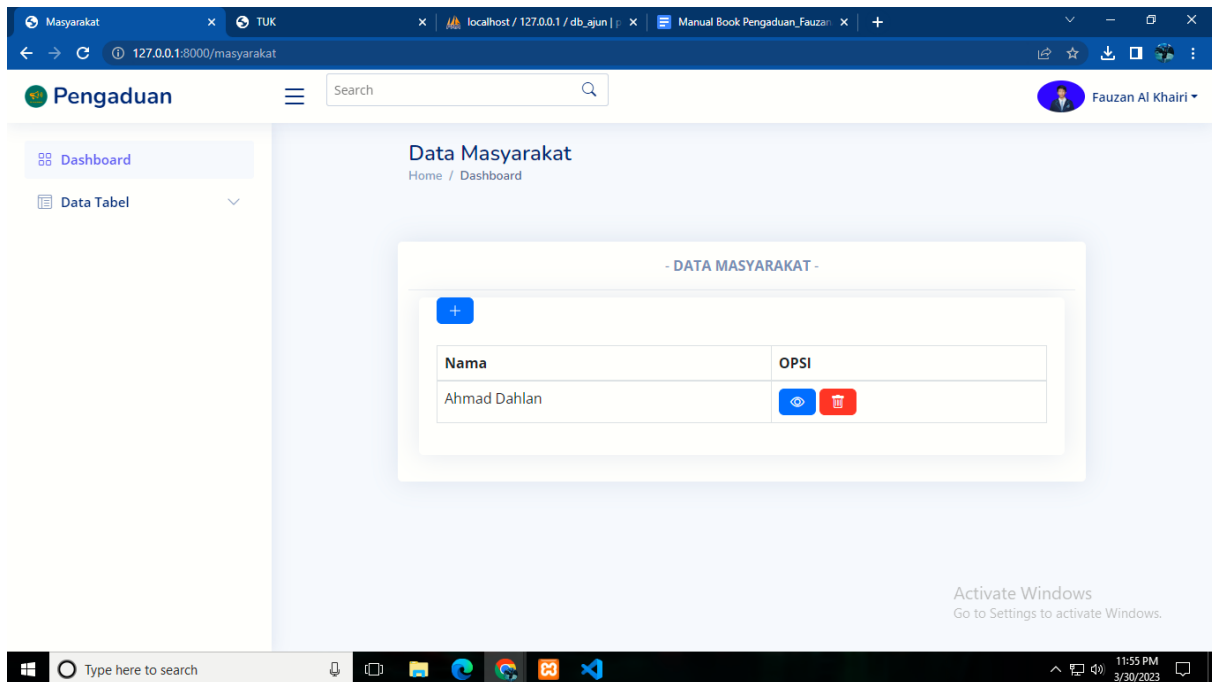 Masyarakat
TUK
localhost / 127.0.0.1 / db_ajun | p
Manual Book Pengaduan_Fauzan
127.0.0.1:8000/masyarakat
Pengaduan
Search
Fauzan Al Khairi
Dashboard
Data Tabel
Data Masyarakat
Home / Dashboard
- DATA MASYARAKAT -
+
Nama OPSI
Ahmad Dahlan
Activate Windows
Go to Settings to activate Windows.
Type here to search
11:55 PM
3/30/2023